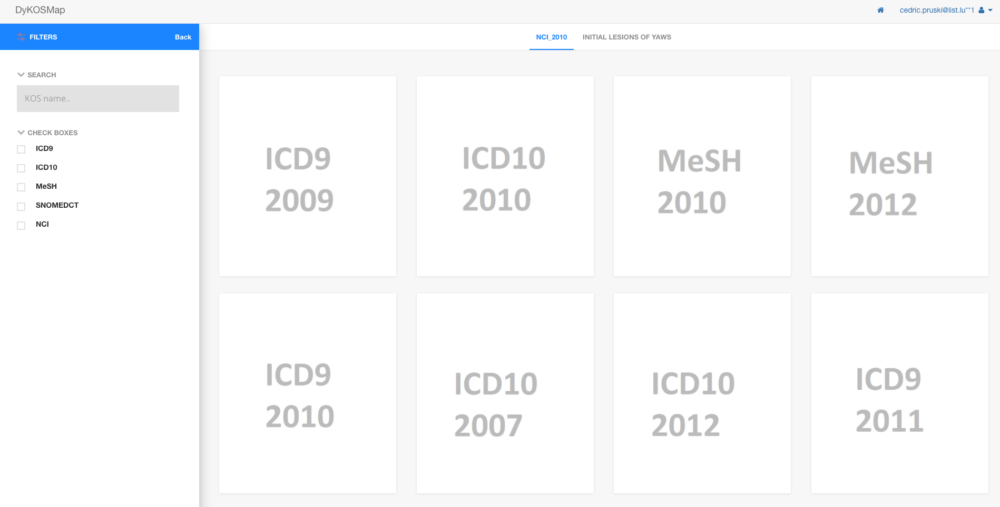 DyKOSMap
cedric.pruski@list.lu**1
FILTERS
Back
NCI_2010
INITIAL LESIONS OF YAWS
SEARCH
KOS name..
CHECK BOXES
ICD9
ICD10
MeSH
SNOMEDCT
NCI
ICD9
2009
ICD10
2010
MeSH
2010
MeSH
2012
ICD9
2010
ICD10
2007
ICD10
2012
ICD9
2011